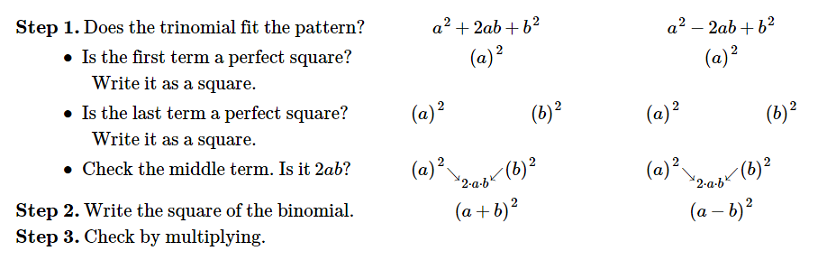 Step 1. Does the trinomial fit the pattern? a² + 2ab + b² a² − 2ab + b²
• Is the first term a perfect square? (a)² (a)²
Write it as a square.
• Is the last term a perfect square? (a)² (b)² (a)² (b)²
Write it as a square.
• Check the middle term. Is it 2ab? (a)²↘2·a·b↙(b)² (a)²↘2·a·b↙(b)²
Step 2. Write the square of the binomial. (a + b)² (a − b)²
Step 3. Check by multiplying.